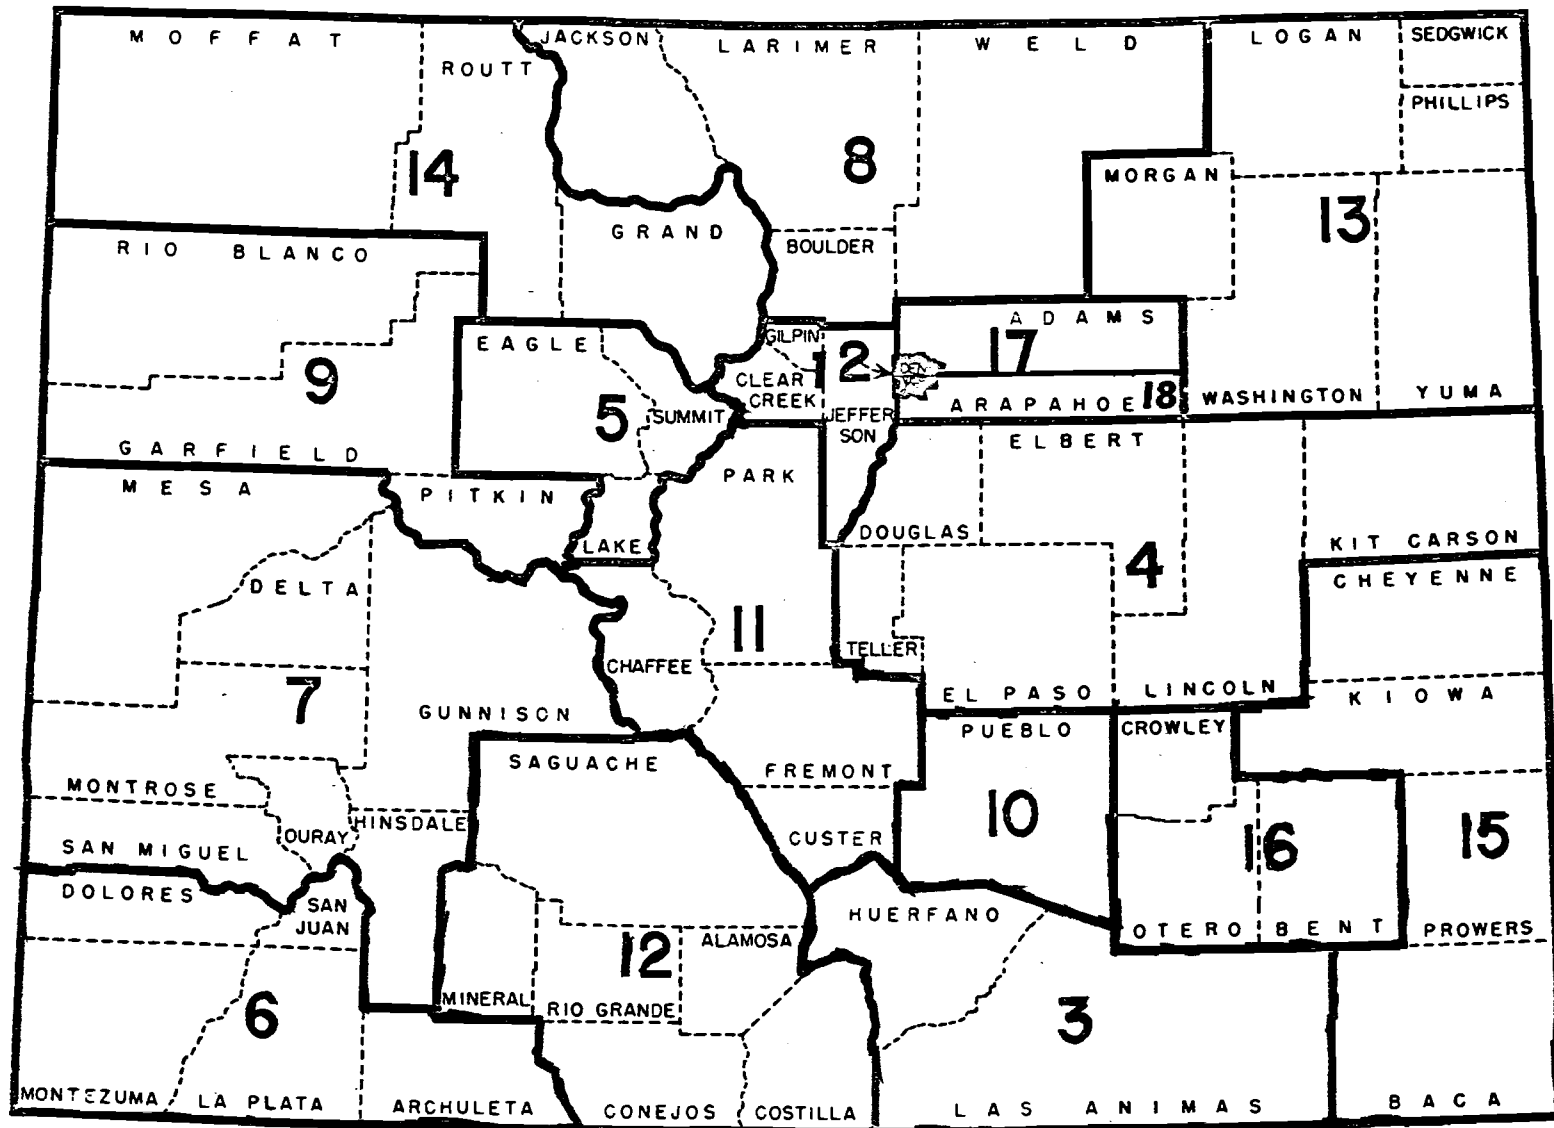 MOFFAT
ROUTT
JACKSON
LARIMER
WELD
LOGAN
SEDGWICK
PHILLIPS
14
8
MORGAN
13
RIO BLANCO
GRAND
BOULDER
ADAMS
17
GILPIN
1 2
EAGLE
9
5
SUMMIT
CLEAR
CREEK
JEFFER
SON
DEN
ARAPAHOE
18
WASHINGTON
YUMA
GARFIELD
MESA
PITKIN
PARK
ELBERT
LAKE
DOUGLAS
4
KIT CARSON
CHEYENNE
DELTA
11
CHAFFEE
TELLER
7
GUNNISON
EL PASO
LINCOLN
KIOWA
SAGUACHE
PUEBLO
CROWLEY
MONTROSE
FREMONT
10
OURAY
HINSDALE
CUSTER
16
15
SAN MIGUEL
DOLORES
SAN
JUAN
HUERFANO
OTERO
BENT
PROWERS
12
ALAMOSA
MINERAL
RIO GRANDE
6
3
MONTEZUMA
LA PLATA
ARCHULETA
CONEJOS
COSTILLA
LAS ANIMAS
BACA